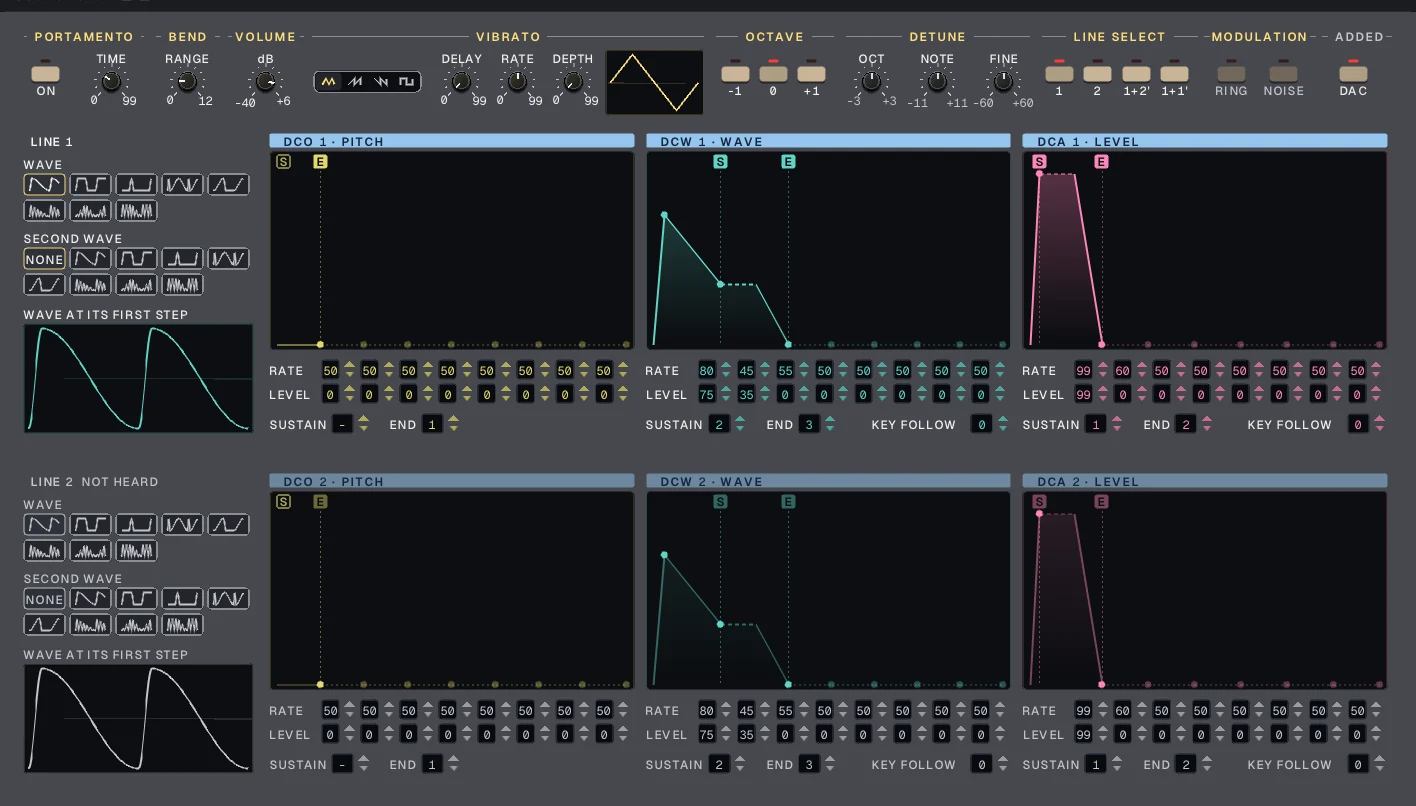 PORTAMENTO BEND VOLUME VIBRATO OCTAVE DETUNE LINE SELECT MODULATION ADDED
TIME RANGE dB DELAY RATE DEPTH OCT NOTE FINE
ON 0 99 0 12 -40 +6 0 99 0 99 0 99 -1 0 +1 -3 +3 -11 +11 -60 +60 1 2 1+2' 1+1' RING NOISE DAC
LINE 1 DCO 1 · PITCH DCW 1 · WAVE DCA 1 · LEVEL
WAVE S E S E S E
SECOND WAVE
NONE
WAVE AT ITS FIRST STEP
RATE 50 50 50 50 50 50 50 50 RATE 80 45 55 50 50 50 50 50 RATE 99 60 50 50 50 50 50 50
LEVEL 0 0 0 0 0 0 0 0 LEVEL 75 35 0 0 0 0 0 0 LEVEL 99 0 0 0 0 0 0 0
SUSTAIN - END 1 SUSTAIN 2 END 3 KEY FOLLOW 0 SUSTAIN 1 END 2 KEY FOLLOW 0
LINE 2 NOT HEARD DCO 2 · PITCH DCW 2 · WAVE DCA 2 · LEVEL
WAVE S E S E S E
SECOND WAVE
NONE
WAVE AT ITS FIRST STEP
RATE 50 50 50 50 50 50 50 50 RATE 80 45 55 50 50 50 50 50 RATE 99 60 50 50 50 50 50 50
LEVEL 0 0 0 0 0 0 0 0 LEVEL 75 35 0 0 0 0 0 0 LEVEL 99 0 0 0 0 0 0 0
SUSTAIN - END 1 SUSTAIN 2 END 3 KEY FOLLOW 0 SUSTAIN 1 END 2 KEY FOLLOW 0